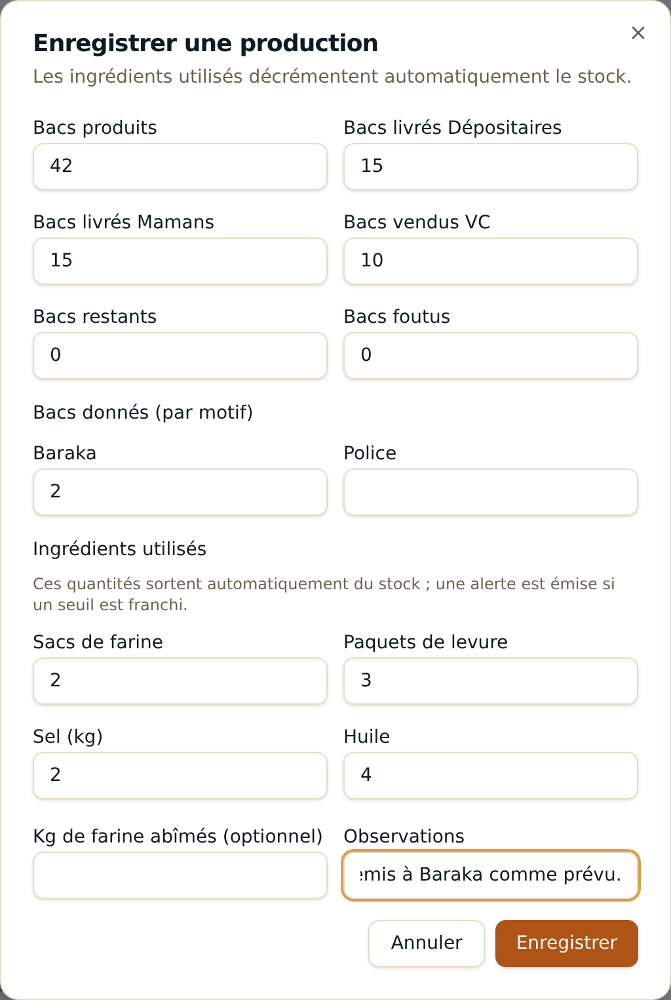 Enregistrer une production
Les ingrédients utilisés décrémentent automatiquement le stock.
Bacs produits
42
Bacs livrés Dépositaires
15
Bacs livrés Mamans
15
Bacs vendus VC
10
Bacs restants
0
Bacs foutus
0
Bacs donnés (par motif)
Baraka
2
Police
Ingrédients utilisés
Ces quantités sortent automatiquement du stock ; une alerte est émise si
un seuil est franchi.
Sacs de farine
2
Paquets de levure
3
Sel (kg)
2
Huile
4
Kg de farine abîmés (optionnel)
Observations
à Baraka comme prévu.
Annuler
Enregistrer